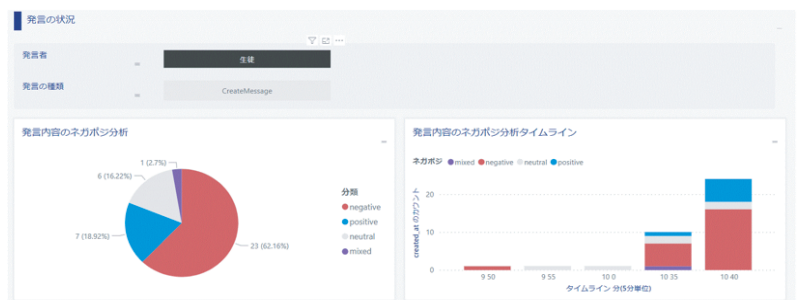 発言の状況
発言者
生徒
発言の種類
CreateMessage
発言内容のネガポジ分析
1 (2.7%)
6 (16.22%)
7 (18.92%)
23 (62.16%)
分類
negative
positive
neutral
mixed
発言内容のネガポジ分析タイムライン
ネガポジ mixed negative neutral positive
created_at のカウント
20
10
0
9 50
9 55
10 0
10 35
10 40
タイムライン 分(5分単位)